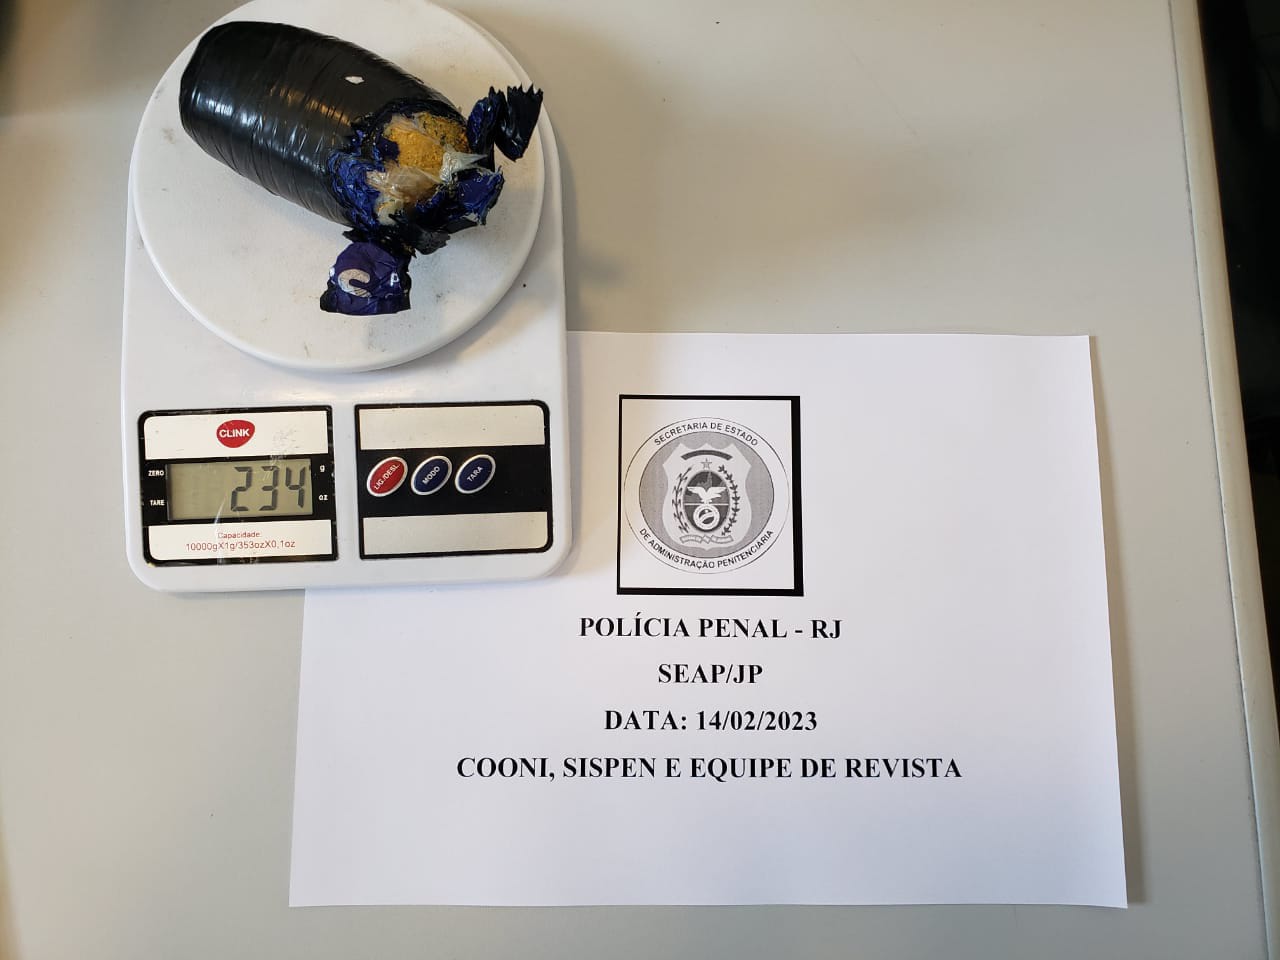 CLINK
ZERO
TARE
234
g
oz
Capacidade:
10000gX1g/353ozX0,1oz
LIG./DESL.
MODO
TARA
SECRETARIA DE ESTADO
DE ADMINISTRAÇÃO PENITENCIARIA
POLÍCIA PENAL - RJ
SEAP/JP
DATA: 14/02/2023
COONI, SISPEN E EQUIPE DE REVISTA